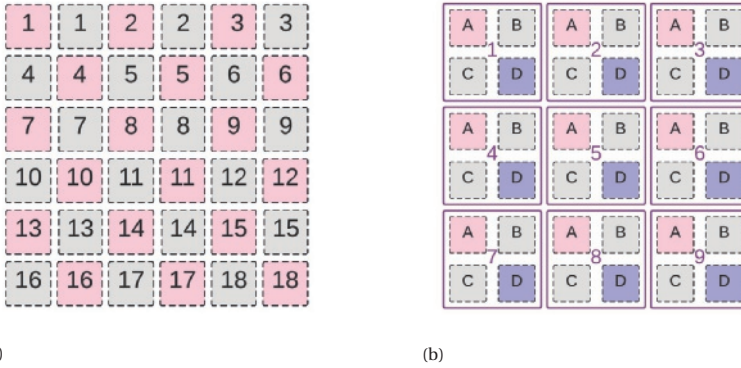 1 1 2 2 3 3
4 4 5 5 6 6
7 7 8 8 9 9
10 10 11 11 12 12
13 13 14 14 15 15
16 16 17 17 18 18
)
A B A B A B
1 2 3
C D C D C D
A B A B A B
4 5 6
C D C D C D
A B A B A B
7 8 9
C D C D C D
(b)